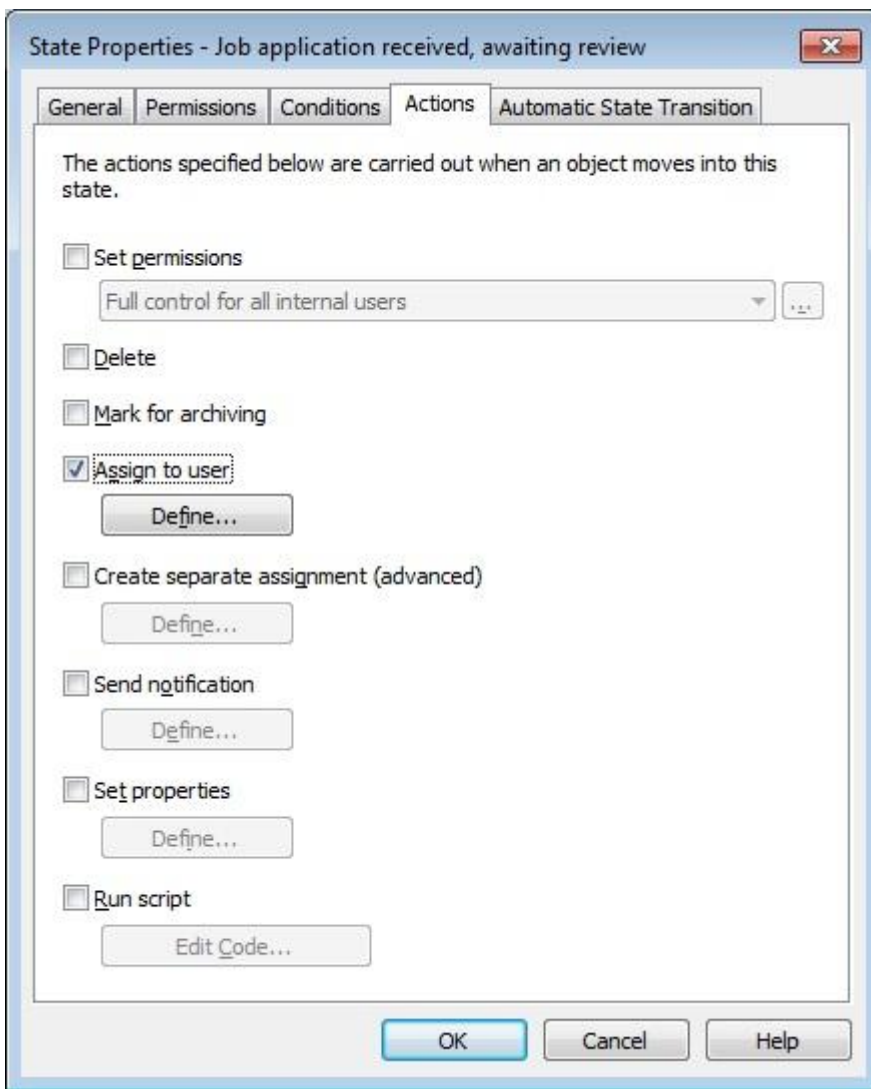 State Properties - Job application received, awaiting review
General Permissions Conditions Actions Automatic State Transition
The actions specified below are carried out when an object moves into this
state.
Set permissions
Full control for all internal users
...
Delete
Mark for archiving
Assign to user
Define...
Create separate assignment (advanced)
Define...
Send notification
Define...
Set properties
Define...
Run script
Edit Code...
OK Cancel Help